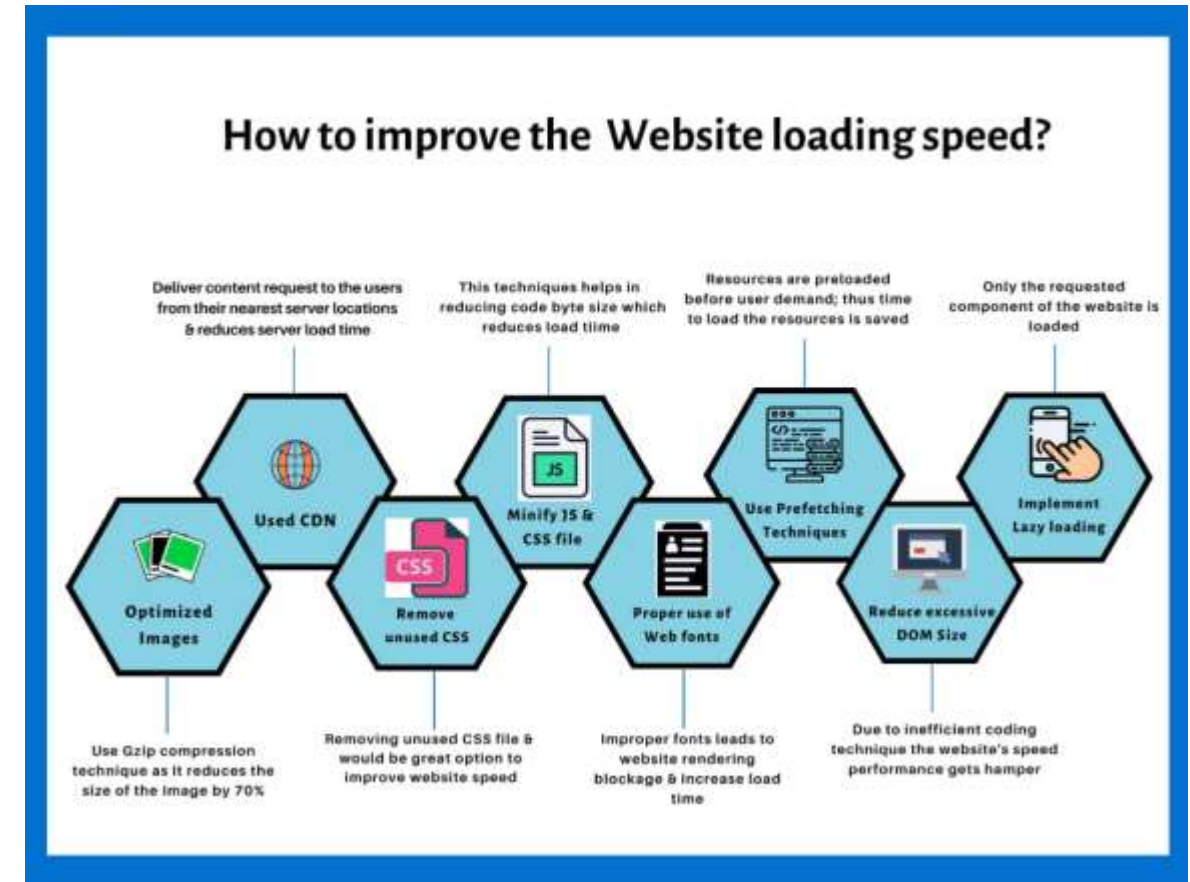 How to improve the Website loading speed?
Deliver content request to the users
from their nearest server locations
& reduces server load time
This techniques helps in
reducing code byte size which
reduces load tiime
Resources are preloaded
before user demand; thus time
to load the resources is saved
Only the requested
component of the website is
loaded
Used CDN
JS
Minify JS &
CSS file
Use Prefetching
Techniques
Implement
Lazy loading
Optimized
Images
CSS
Remove
unused CSS
Proper use of
Web fonts
Reduce excessive
DOM Size
Use Gzip compression
technique as it reduces the
size of the image by 70%
Removing unused CSS file &
would be great option to
improve website speed
Improper fonts leads to
website rendering
blockage & increase load
time
Due to inefficient coding
technique the website's speed
performance gets hamper